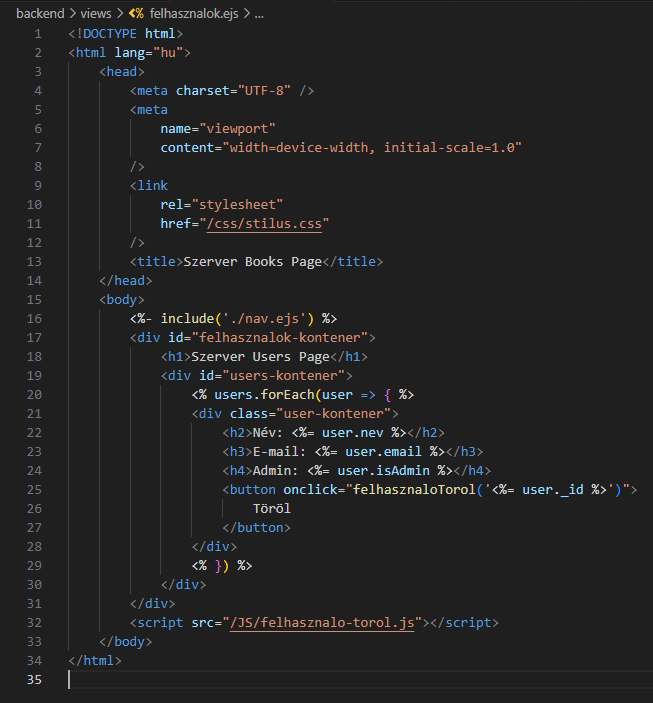 backend > views > <% felhasznalok.ejs > ...
1 <!DOCTYPE html>
2 <html lang="hu">
3     <head>
4         <meta charset="UTF-8" />
5         <meta
6             name="viewport"
7             content="width=device-width, initial-scale=1.0"
8         />
9         <link
10             rel="stylesheet"
11             href="/css/stilus.css"
12         />
13         <title>Szerver Books Page</title>
14     </head>
15     <body>
16         <%- include('./nav.ejs') %>
17         <div id="felhasznalok-kontener">
18             <h1>Szerver Users Page</h1>
19             <div id="users-kontener">
20                 <% users.forEach(user => { %>
21                 <div class="user-kontener">
22                     <h2>Név: <%= user.nev %></h2>
23                     <h3>E-mail: <%= user.email %></h3>
24                     <h4>Admin: <%= user.isAdmin %></h4>
25                     <button onclick="felhasznaloTorol('<%= user._id %>')">
26                         Töröl
27                     </button>
28                 </div>
29                 <% }) %>
30             </div>
31         </div>
32         <script src="/JS/felhasznalo-torol.js"></script>
33     </body>
34 </html>
35